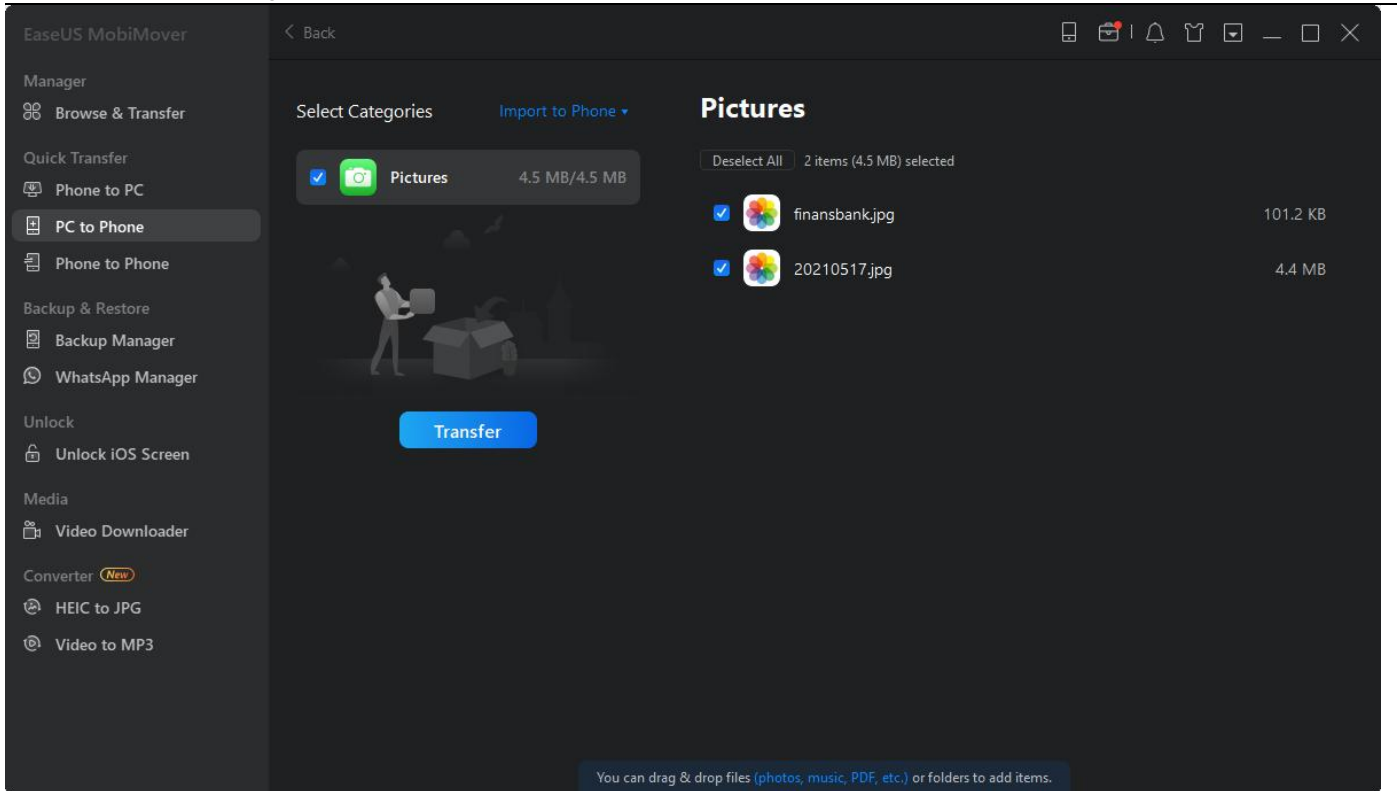 EaseUS MobiMover
Manager
Browse & Transfer
Quick Transfer
Phone to PC
PC to Phone
Phone to Phone
Backup & Restore
Backup Manager
WhatsApp Manager
Unlock
Unlock iOS Screen
Media
Video Downloader
Converter New
HEIC to JPG
Video to MP3
Back
Select Categories Import to Phone
Pictures 4.5 MB/4.5 MB
Transfer
Pictures
Deselect All 2 items (4.5 MB) selected
finansbank.jpg 101.2 KB
20210517.jpg 4.4 MB
You can drag & drop files (photos, music, PDF, etc.) or folders to add items.